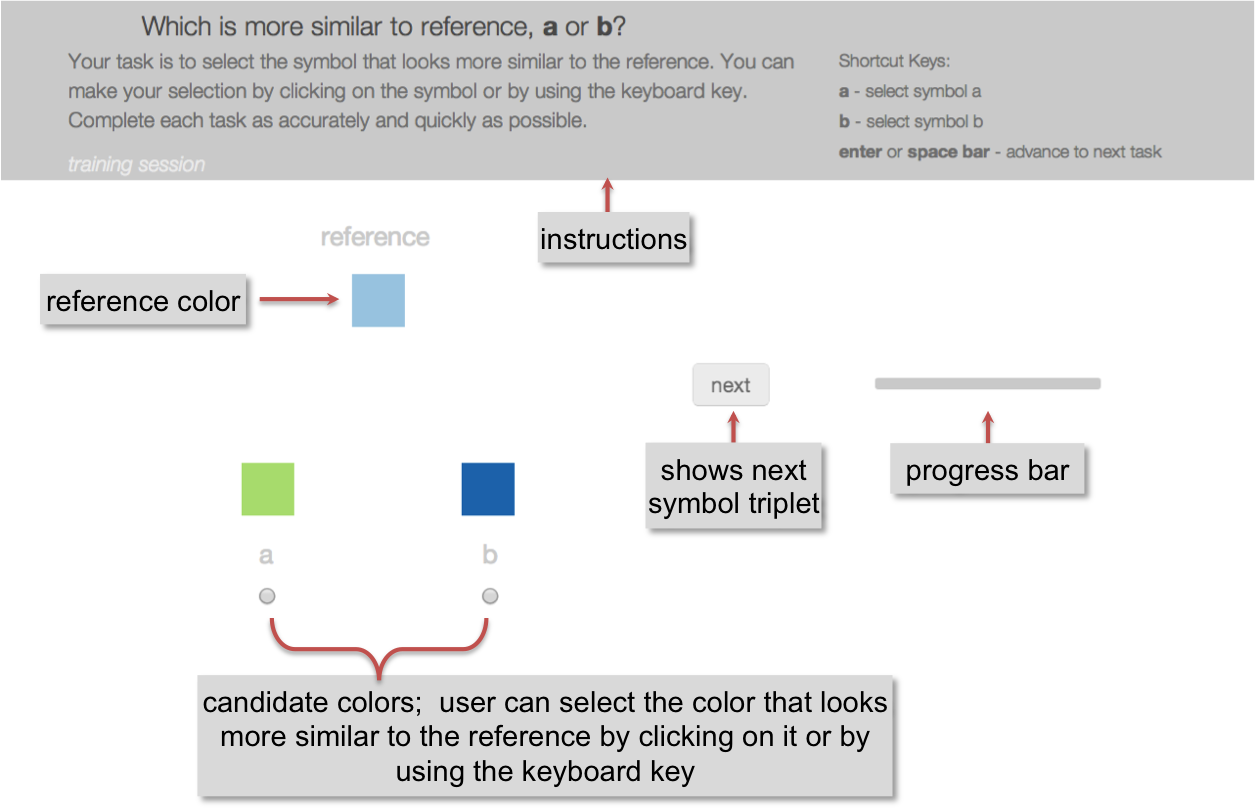 Which is more similar to reference, a or b?
Your task is to select the symbol that looks more similar to the reference. You can
make your selection by clicking on the symbol or by using the keyboard key.
Complete each task as accurately and quickly as possible.
training session
Shortcut Keys:
a - select symbol a
b - select symbol b
enter or space bar - advance to next task
instructions
reference
reference color
next
shows next
symbol triplet
progress bar
a
b
candidate colors;  user can select the color that looks
more similar to the reference by clicking on it or by
using the keyboard key